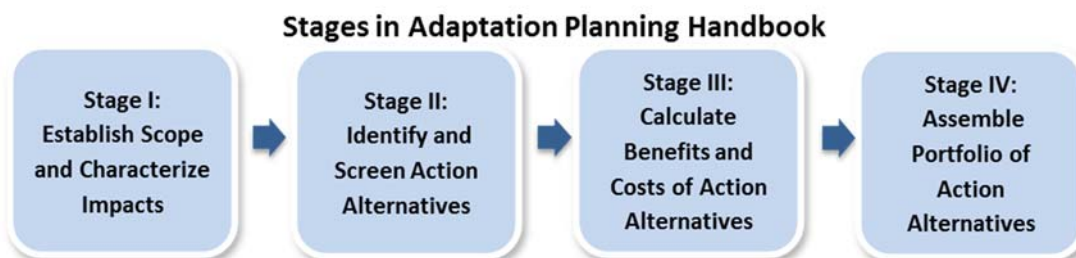 Stages in Adaptation Planning Handbook
Stage I:
Establish Scope
and Characterize
Impacts
Stage II:
Identify and
Screen Action
Alternatives
Stage III:
Calculate
Benefits and
Costs of Action
Alternatives
Stage IV:
Assemble
Portfolio of
Action
Alternatives